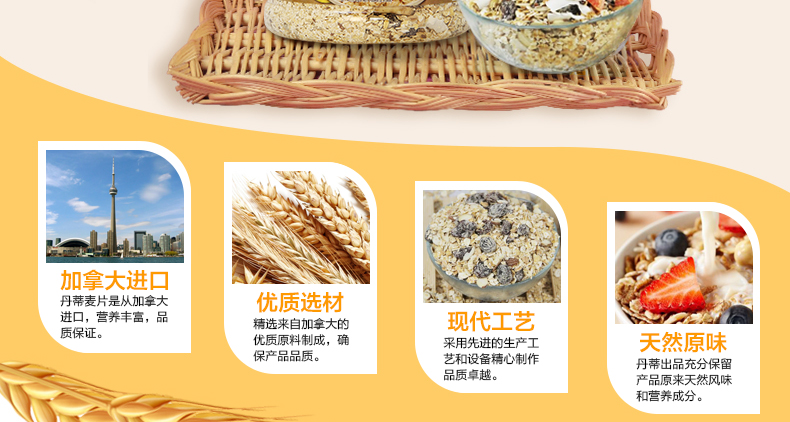 加拿大进口
丹蒂麦片是从加拿大
进口，营养丰富，品
质保证。
优质选材
精选来自加拿大的
优质原料制成，确
保产品品质。
现代工艺
采用先进的生产工
艺和设备精心制作
品质卓越。
天然原味
丹蒂出品充分保留
产品原来天然风味
和营养成分。